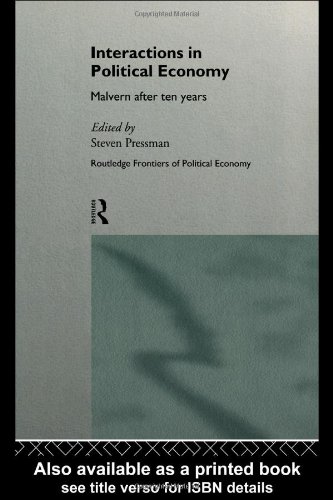 Interactions in
Political Economy
Malvern after ten years
Edited by
Steven Pressman
Routledge Frontiers of Political Economy
R
ROUTLEDGE
Also available as a printed book
see title verso for ISBN details